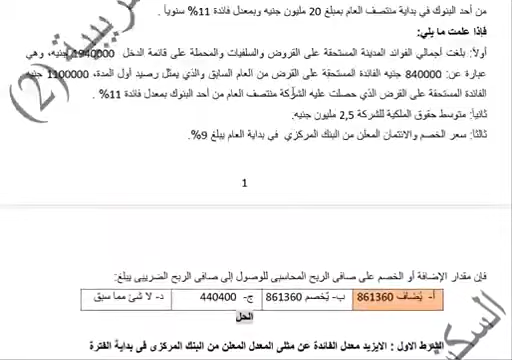 من أحد البنوك في بداية منتصف العام بمبلغ 20 مليون جنيه وبمعدل فائدة 11% سنوياً .
فإذا علمت ما يلي:
أولاً: بلغت أجمالي الفوائد المدينة المستحقة على القروض والسلفيات والمحملة على قائمة الدخل 1940000 جنيه، وهي
عبارة عن: 840000 جنيه الفائدة المستحقة على القرض من العام السابق والذي يمثل رصيد أول المدة، 1100000 جنيه
الفائدة المستحقة على القرض الذي حصلت عليه الشركة منتصف العام من أحد البنوك بمعدل فائدة 11% .
ثانياً: متوسط حقوق الملكية للشركة 2,5 مليون جنيه.
ثالثاً: سعر الخصم والائتمان المعلن من البنك المركزي في بداية العام يبلغ 9%.
1
فإن مقدار الإضافة أو الخصم على صافي الربح المحاسبى للوصول إلى صافى الربح الضريبى يبلغ:
أ- يُضاف 861360 ب- يُخصم 861360 ج- 440400 د- لا شئ مما سبق
الحل
الشرط الاول : الايزيد معدل الفائدة عن مثلى المعدل المعلن من البنك المركزى فى بداية الفترة